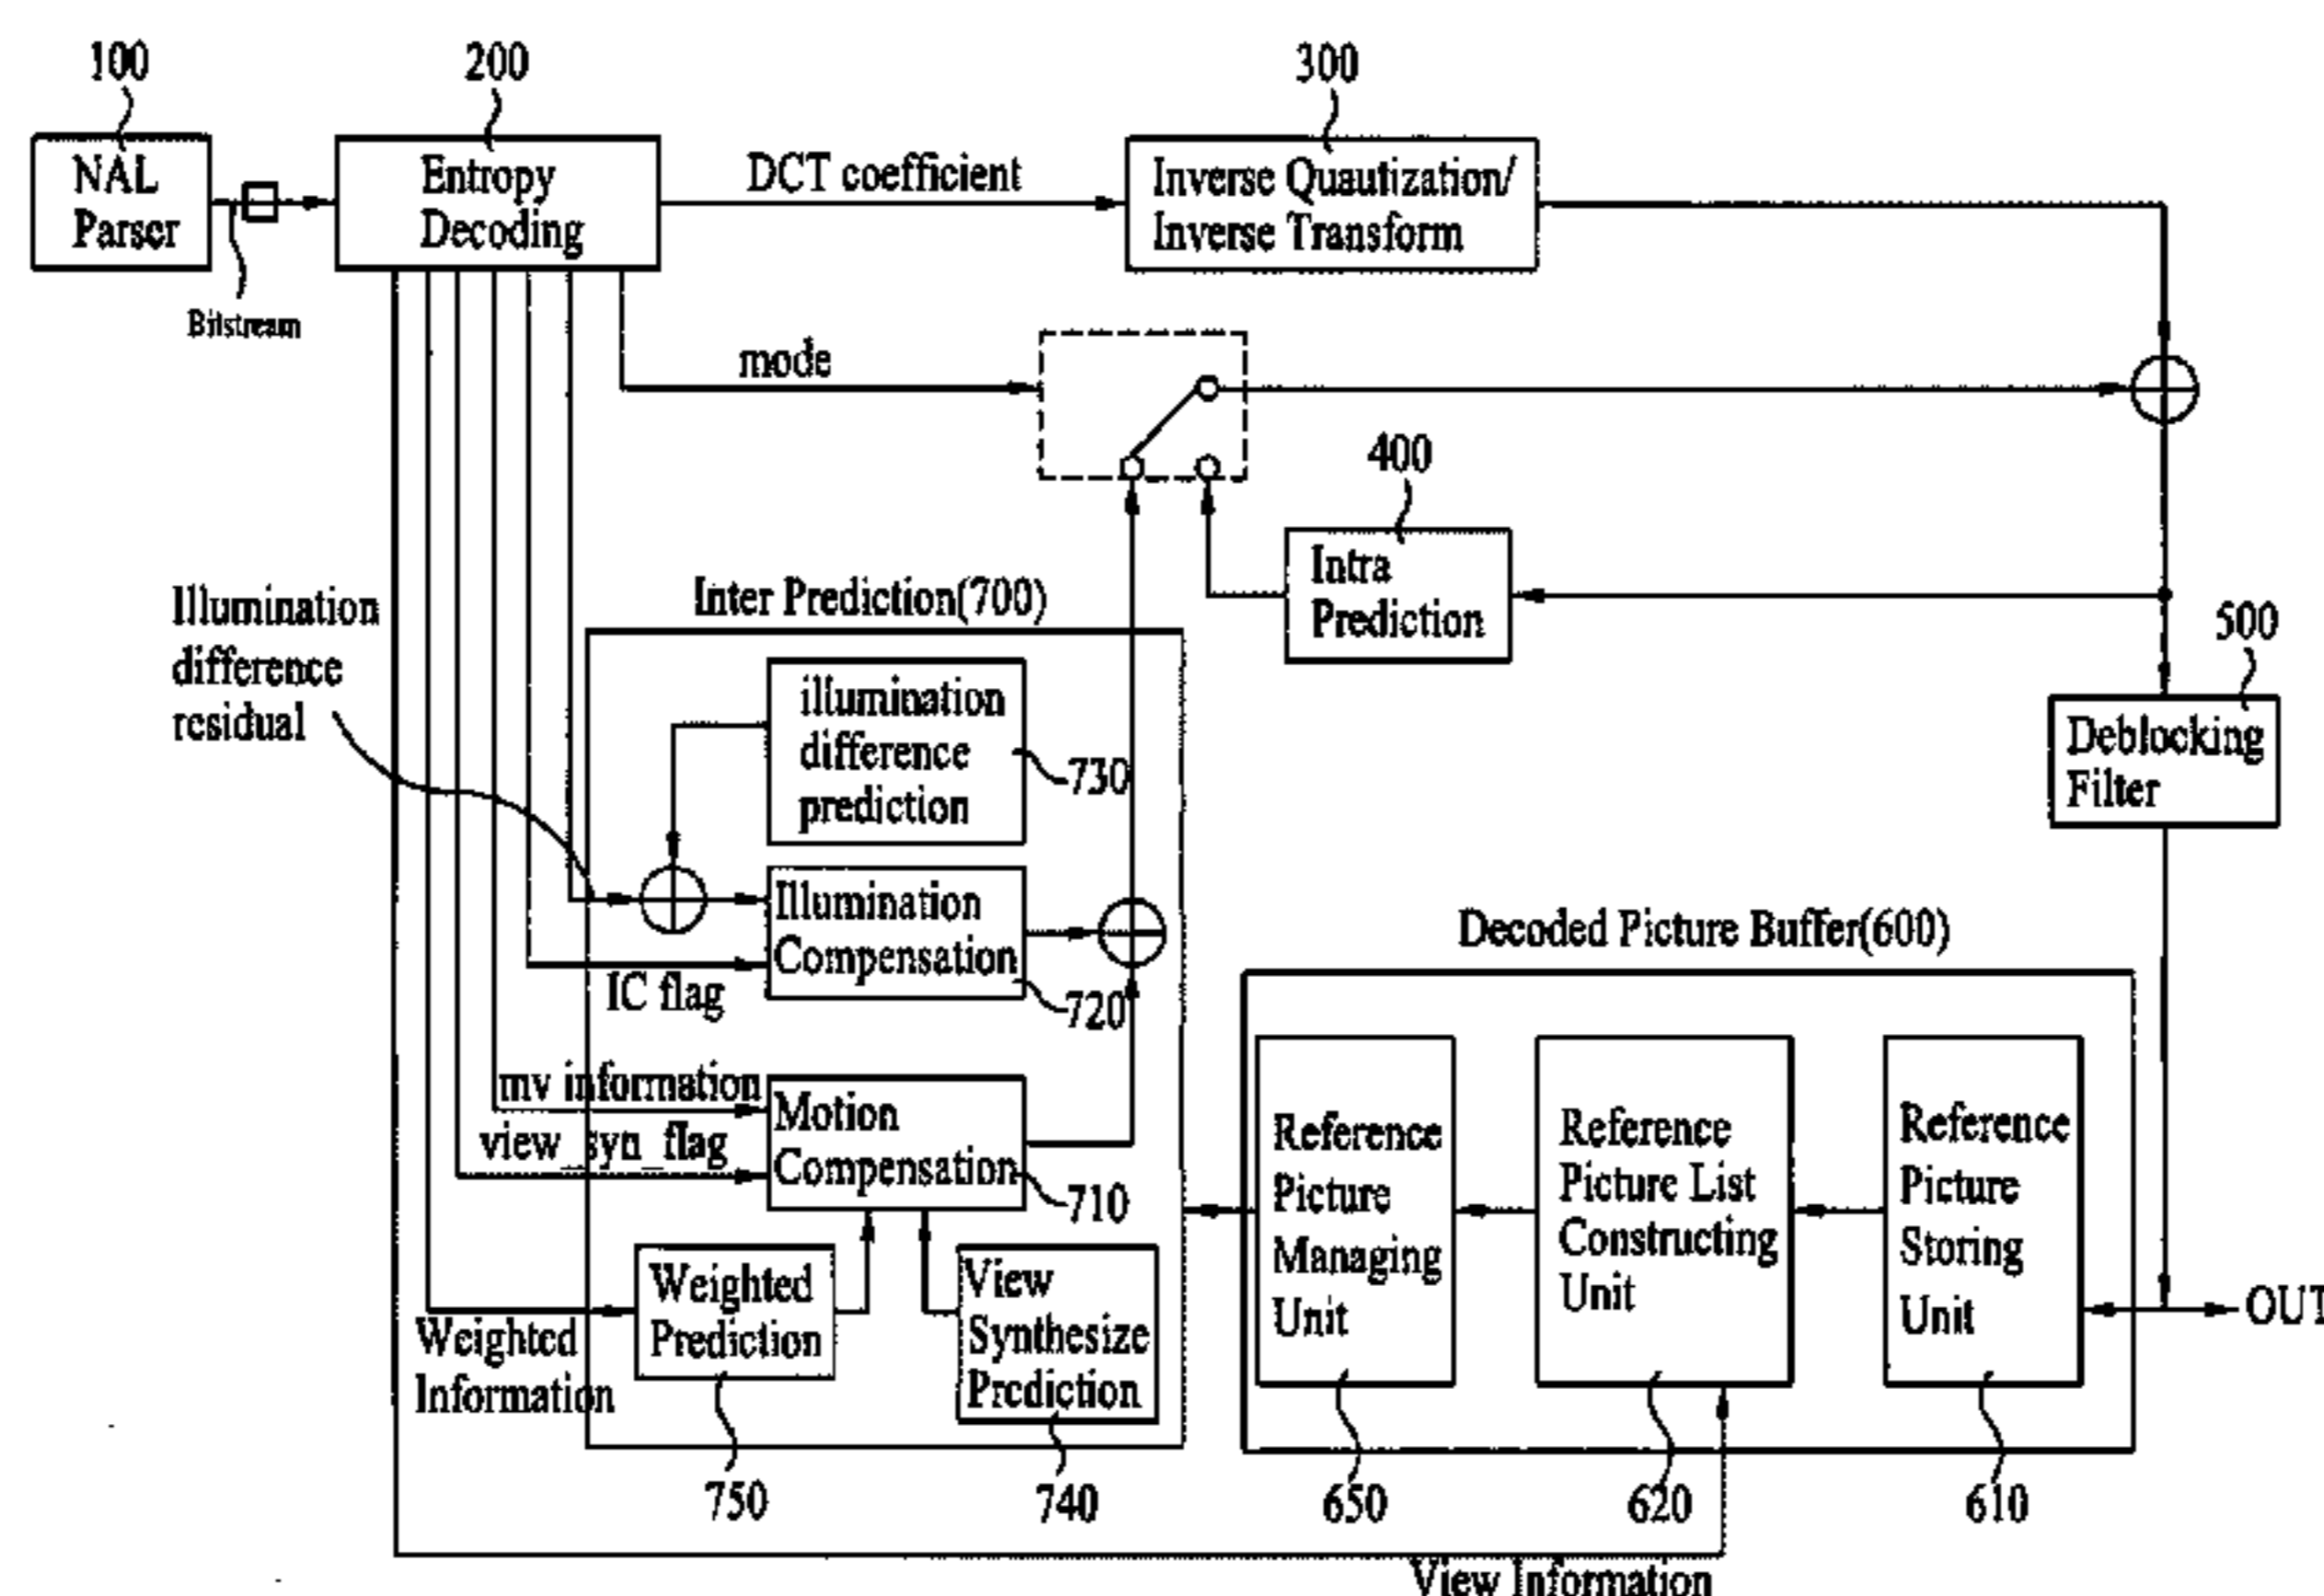 100
200
300
NAL
Parser
Entropy
Decoding
DCT coefficient
Inverse Quautization/
Inverse Transform
Bitstream
mode
400
Intra
Prediction
500
Deblocking
Filter
Illumination
difference
residual
Inter Prediction(700)
illumination
difference
prediction
730
Illumination
Compensation
720
IC flag
mv information
view_syn_flag
Motion
Compensation
710
Weighted
Prediction
View
Synthesize
Prediction
Weighted
Information
750
740
Decoded Picture Buffer(600)
Reference
Picture
Managing
Unit
Reference
Picture List
Constructing
Unit
Reference
Picture
Storing
Unit
OUT
650
620
610
View Information